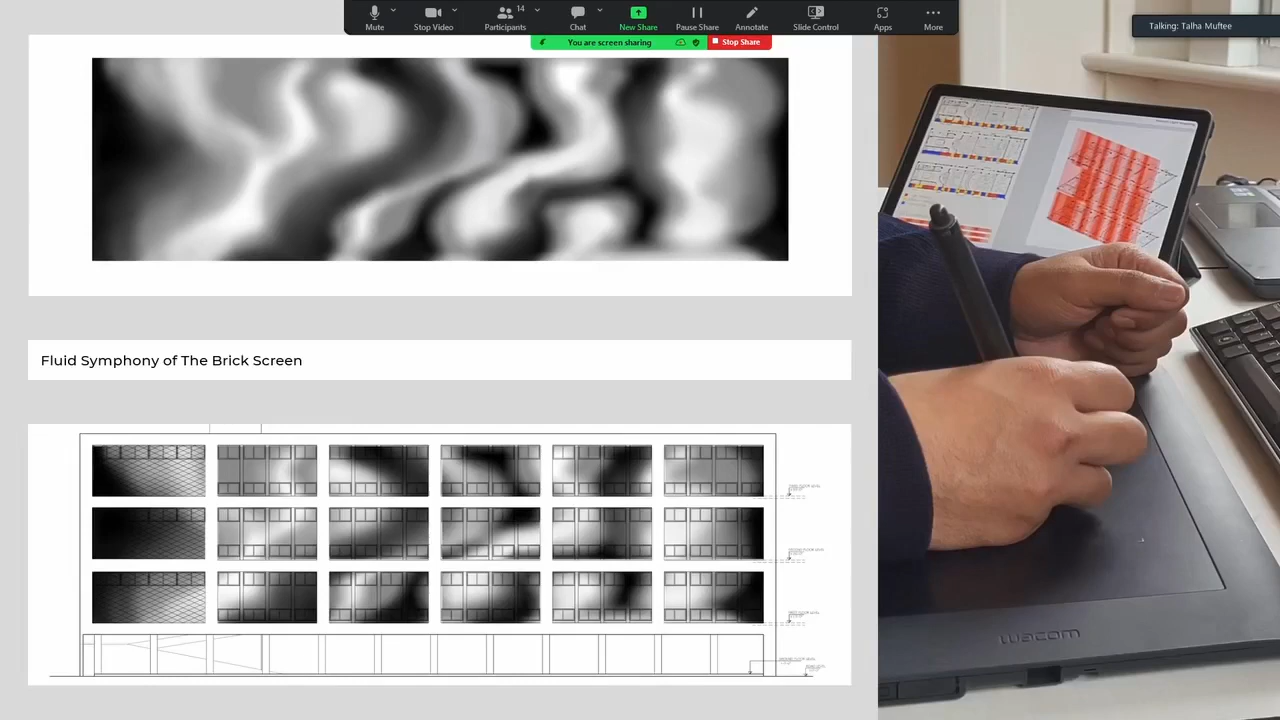 Mute
Stop Video
Participants
14
Chat
New Share
Pause Share
Annotate
Slide Control
Apps
More
You are screen sharing
Stop Share
Talking: Talha Muftee
Fluid Symphony of The Brick Screen
wacom